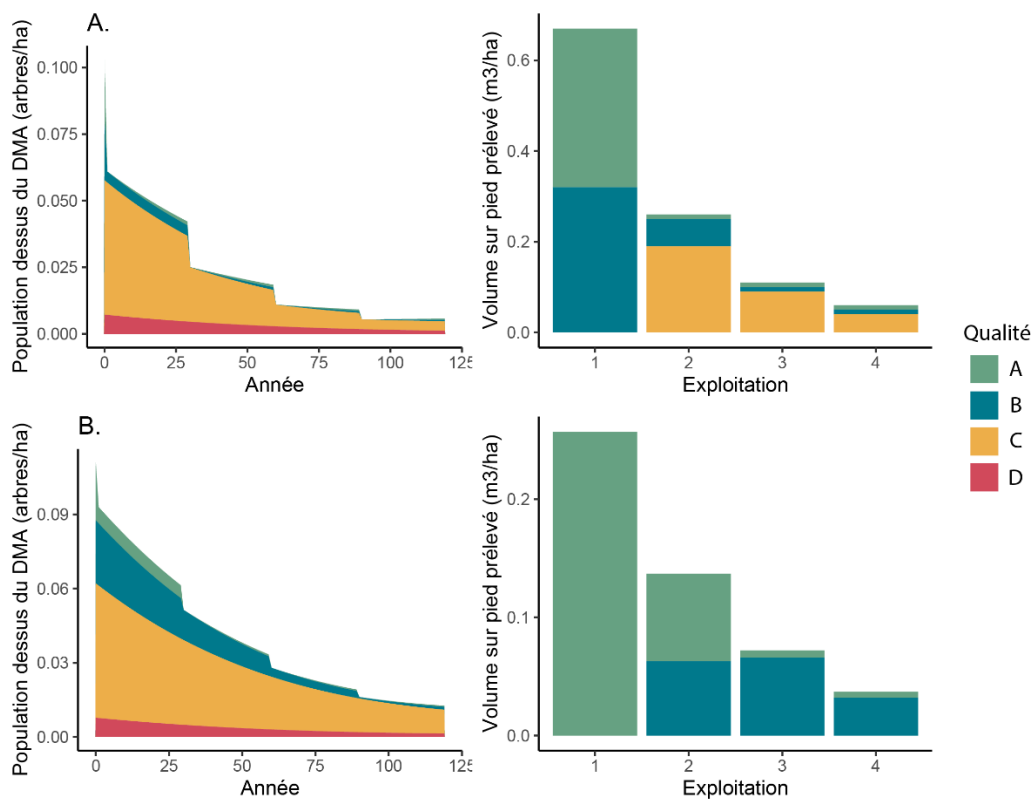 A.
Population dessus du DMA (arbres/ha)
0.100
0.075
0.050
0.025
0.000
0 25 50 75 100 125
Année
Volume sur pied prélevé (m3/ha)
0.6
0.4
0.2
0.0
1 2 3 4
Exploitation
Qualité
A
B
C
D
B.
Population dessus du DMA (arbres/ha)
0.09
0.06
0.03
0.00
0 25 50 75 100 125
Année
Volume sur pied prélevé (m3/ha)
0.2
0.1
0.0
1 2 3 4
Exploitation